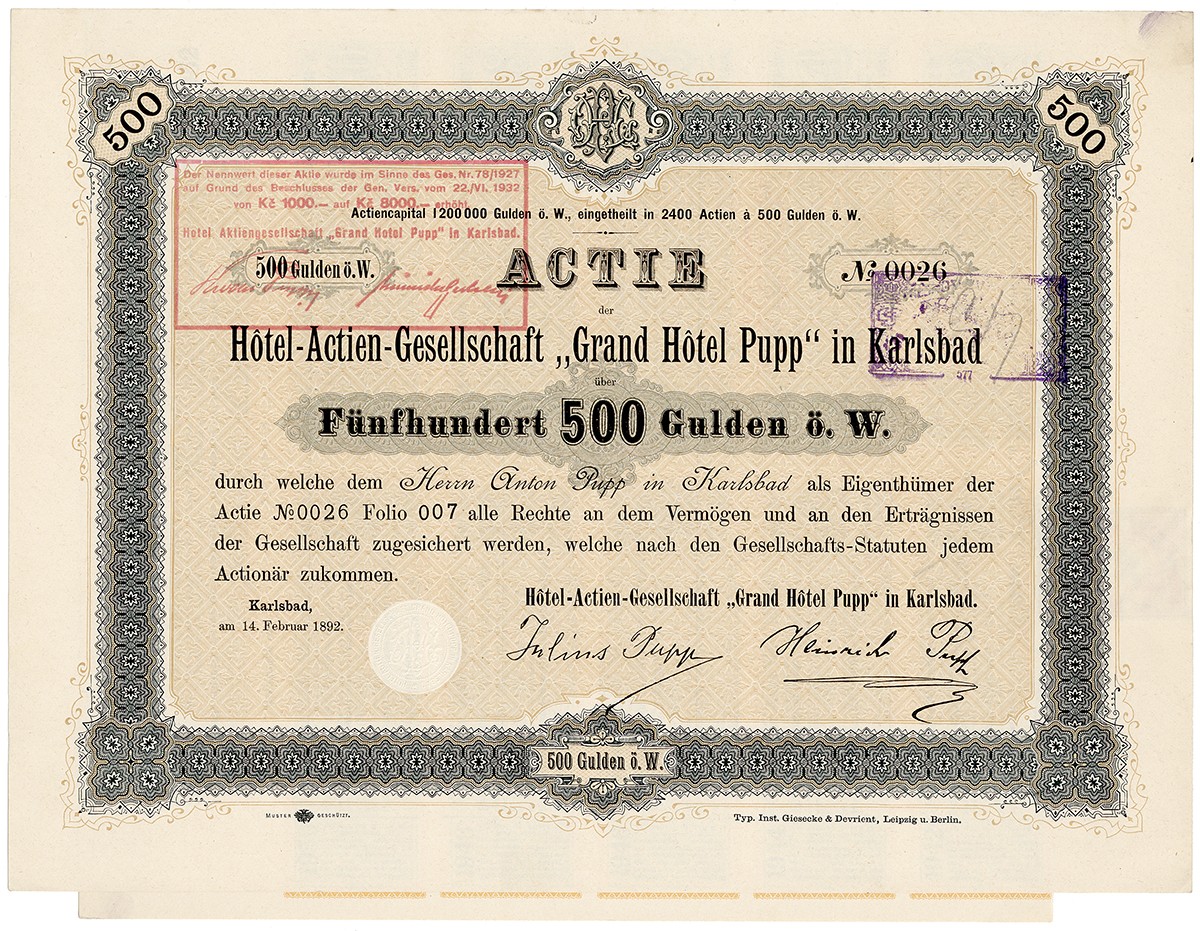 500
500
Der Nennwert dieser Aktie wurde im Sinne des Ges. Nr. 78/1927
auf Grund des Beschlusses der Gen. Vers. vom 22./VI. 1932
von Kč 1000.— auf Kč 8000.— erhöht.
Hotel Aktiengesellschaft „Grand Hotel Pupp" in Karlsbad.
Actiencapital 1200000 Gulden ö. W., eingetheilt in 2400 Actien à 500 Gulden ö. W.
500 Gulden ö. W.
ACTIE
№ 0026
der
Hôtel-Actien-Gesellschaft „Grand Hôtel Pupp" in Karlsbad
577
über
Fünfhundert 500 Gulden ö. W.
durch welche dem Herrn Anton Pupp in Karlsbad als Eigenthümer der
Actie №0026 Folio 007 alle Rechte an dem Vermögen und an den Erträgnissen
der Gesellschaft zugesichert werden, welche nach den Gesellschafts-Statuten jedem
Actionär zukommen.
Karlsbad,
am 14. Februar 1892.
Hôtel-Actien-Gesellschaft „Grand Hôtel Pupp" in Karlsbad.
Julius Pupp
Heinrich Pupp
500 Gulden ö. W.
MUSTER GESCHÜTZT.
Typ. Inst. Giesecke & Devrient, Leipzig u. Berlin.